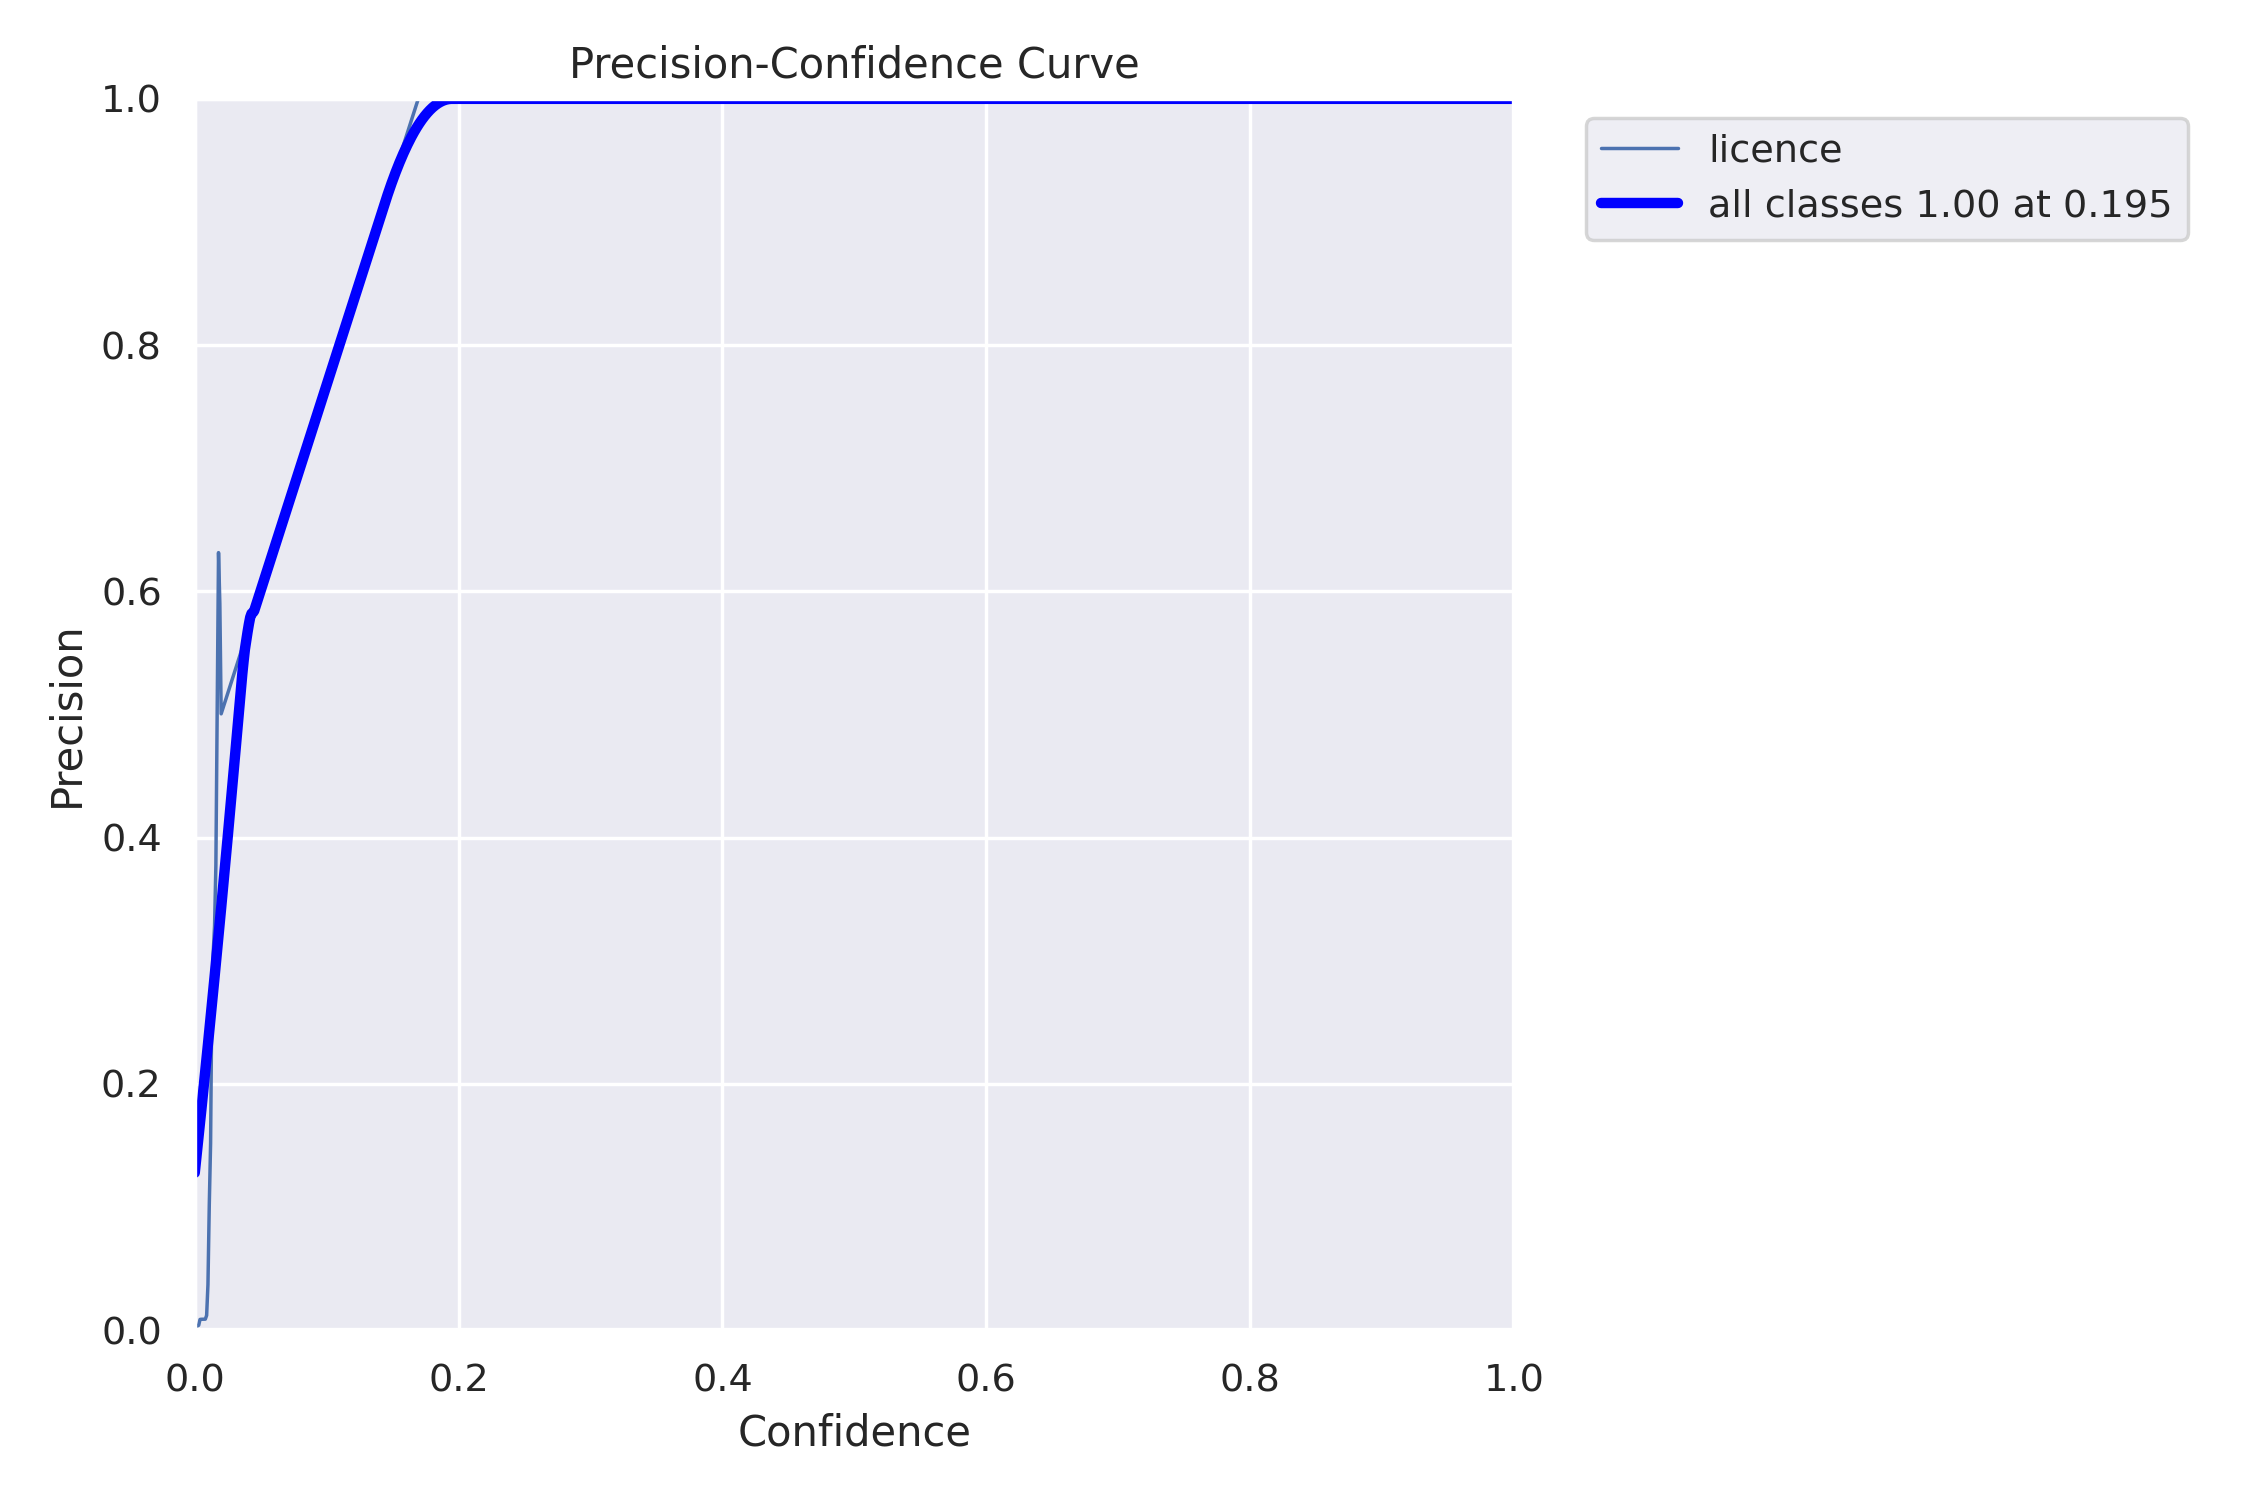 Precision-Confidence Curve
1.0
0.8
0.6
0.4
0.2
0.0
Precision
0.0 0.2 0.4 0.6 0.8 1.0
Confidence
licence
all classes 1.00 at 0.195